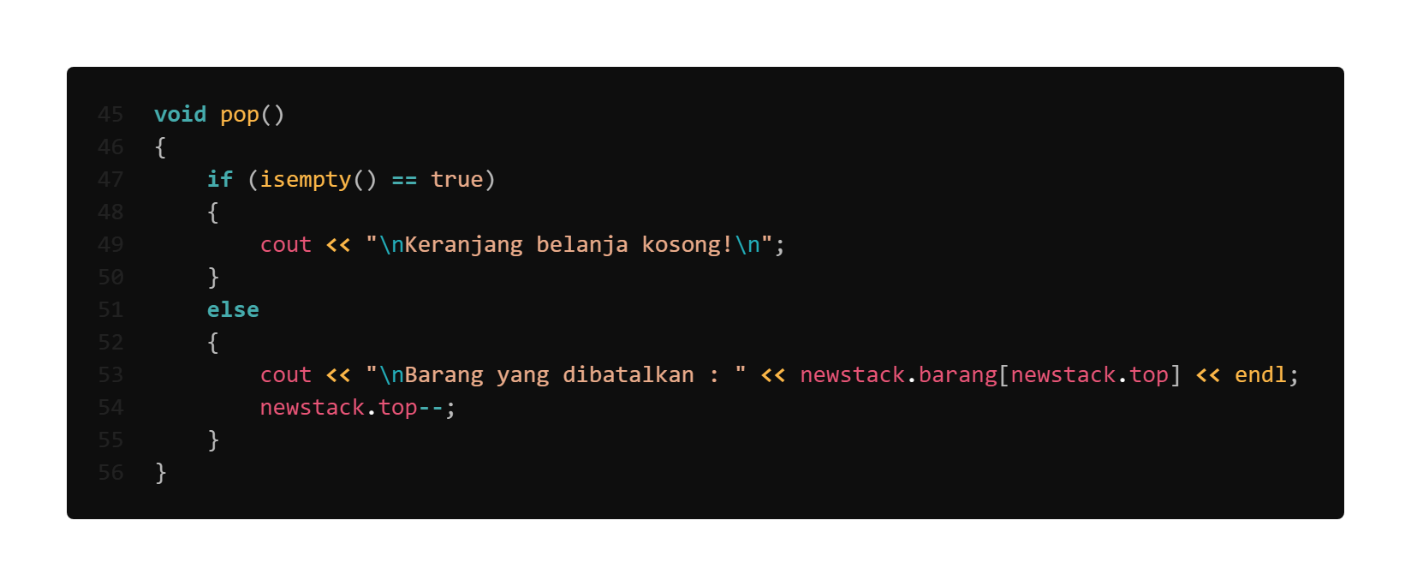 45 void pop()
46 {
47     if (isempty() == true)
48     {
49         cout << "\nKeranjang belanja kosong!\n";
50     }
51     else
52     {
53         cout << "\nBarang yang dibatalkan : " << newstack.barang[newstack.top] << endl;
54         newstack.top--;
55     }
56 }